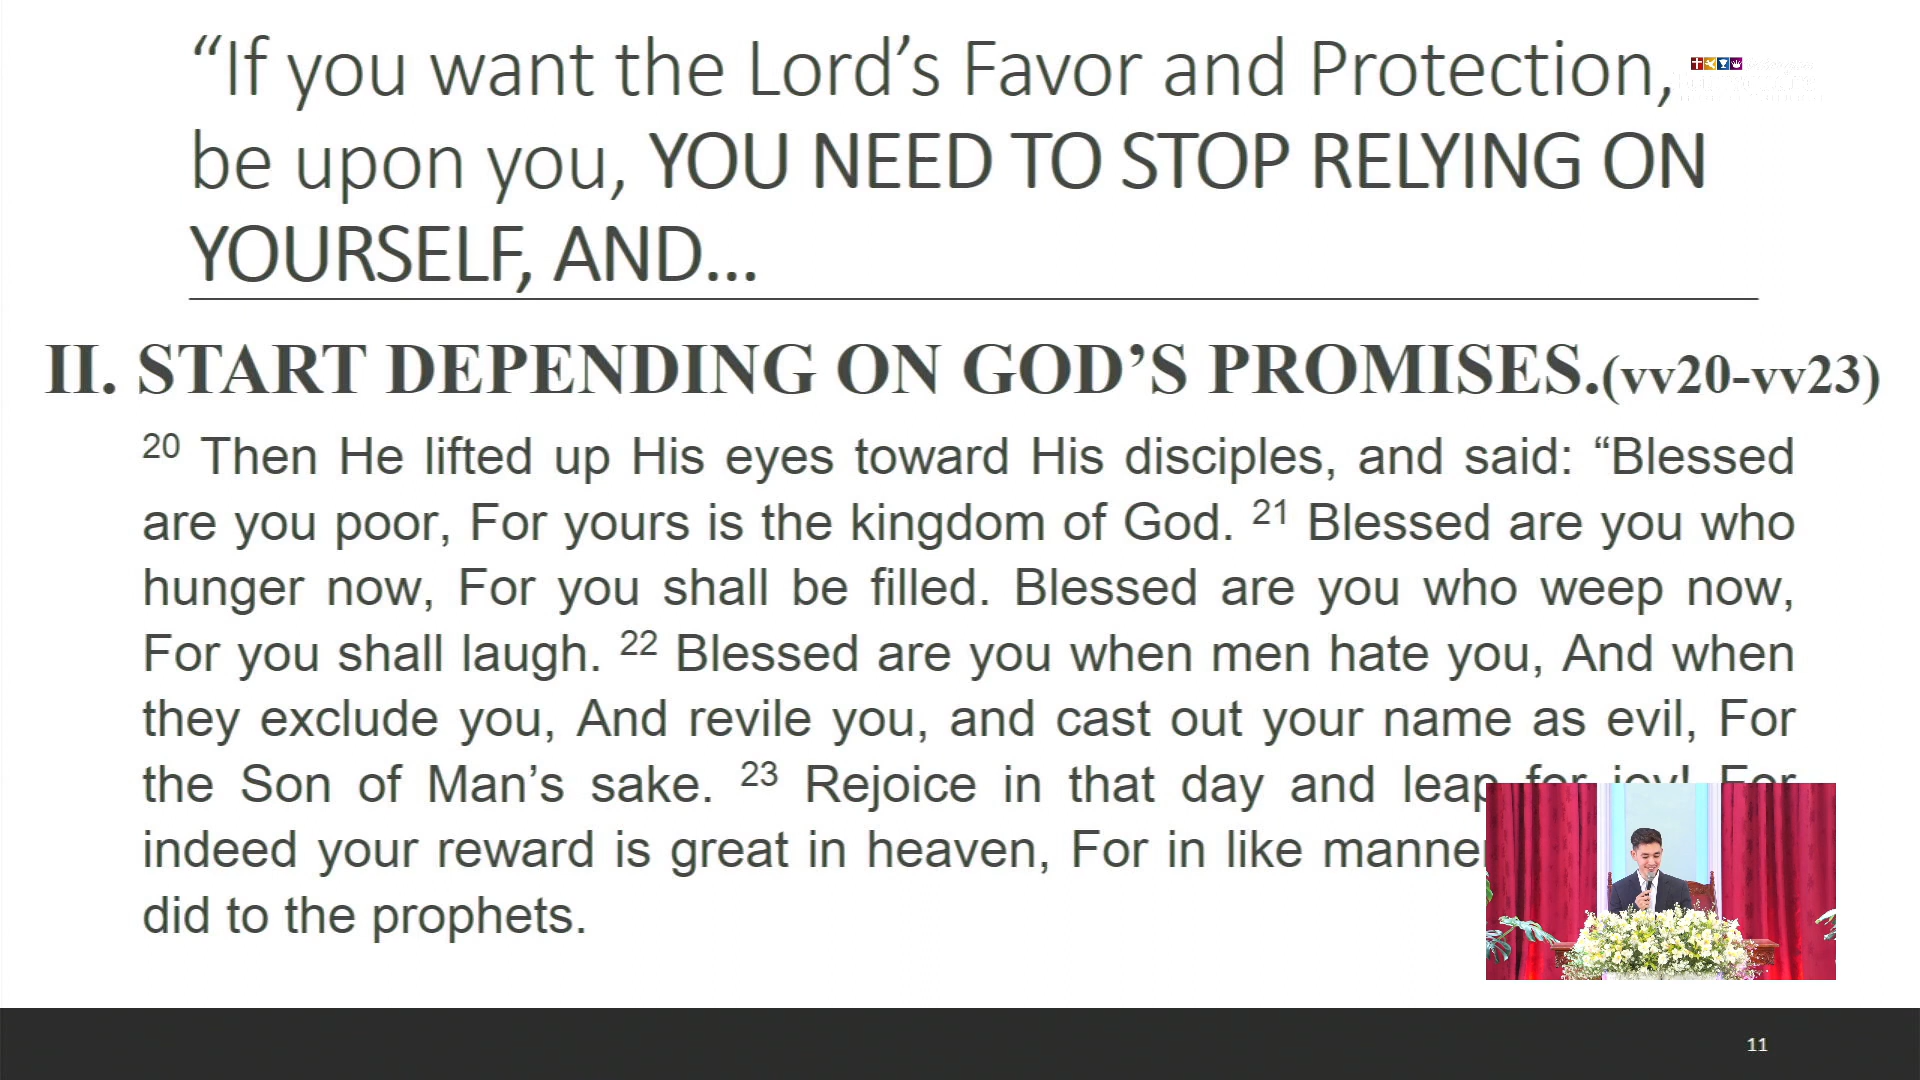 “If you want the Lord’s Favor and Protection,
be upon you, YOU NEED TO STOP RELYING ON
YOURSELF, AND...
II. START DEPENDING ON GOD’S PROMISES.(vv20-vv23)
20 Then He lifted up His eyes toward His disciples, and said: “Blessed
are you poor, For yours is the kingdom of God. 21 Blessed are you who
hunger now, For you shall be filled. Blessed are you who weep now,
For you shall laugh. 22 Blessed are you when men hate you, And when
they exclude you, And revile you, and cast out your name as evil, For
the Son of Man’s sake. 23 Rejoice in that day and leap for joy! For
indeed your reward is great in heaven, For in like manner
did to the prophets.
11